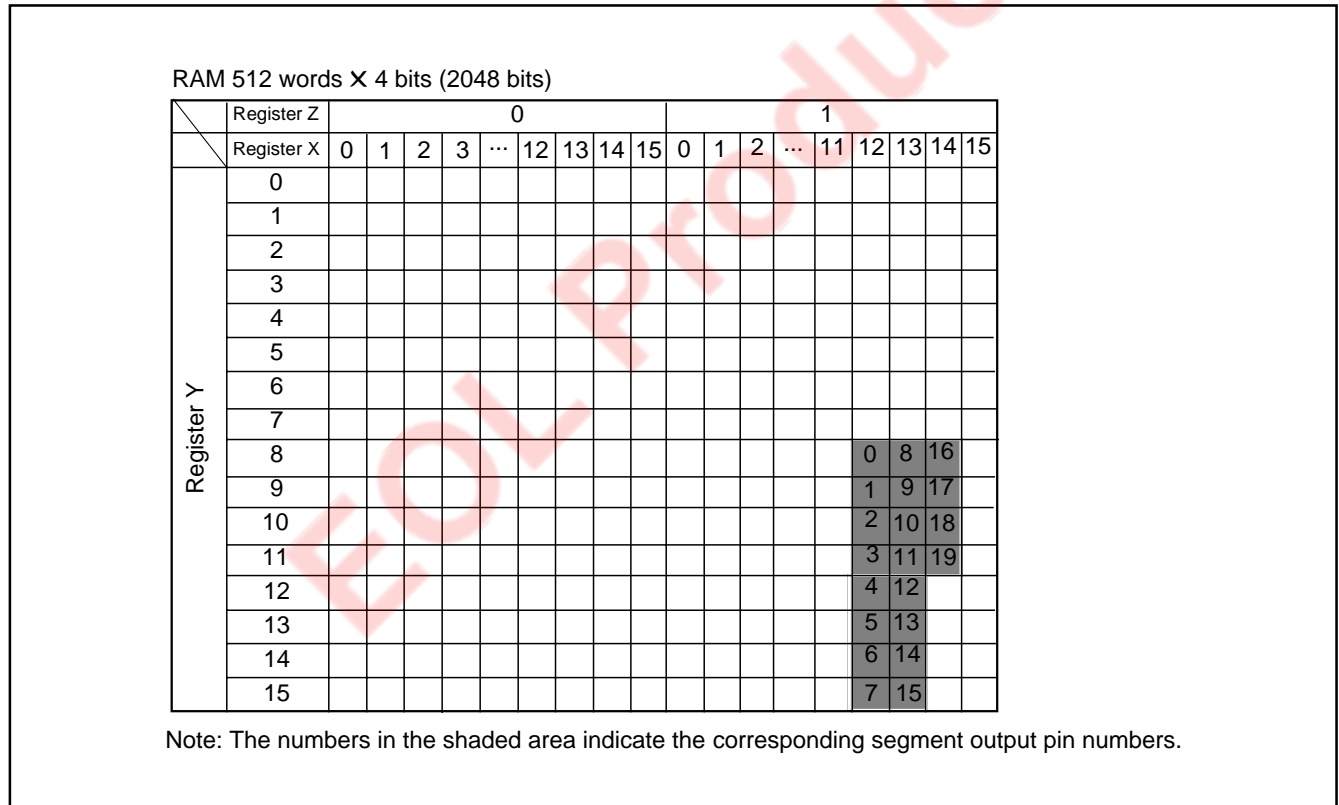 RAM 512 words X 4 bits (2048 bits)
Register Z 0 1
Register X 0 1 2 3 ... 12 13 14 15 0 1 2 ... 11 12 13 14 15
Register Y
0
1
2
3
4
5
6
7
8 0 8 16
9 1 9 17
10 2 10 18
11 3 11 19
12 4 12
13 5 13
14 6 14
15 7 15
Note: The numbers in the shaded area indicate the corresponding segment output pin numbers.
EOL Produc